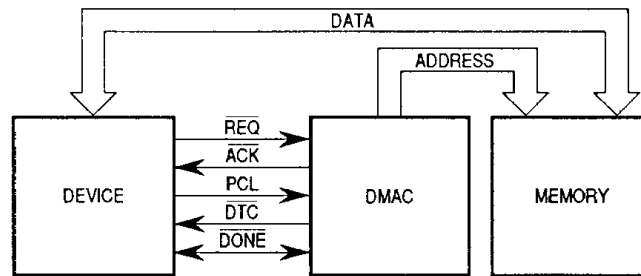 DATA
ADDRESS
REQ
ACK
DEVICE
PCL
DMAC
MEMORY
DTC
DONE